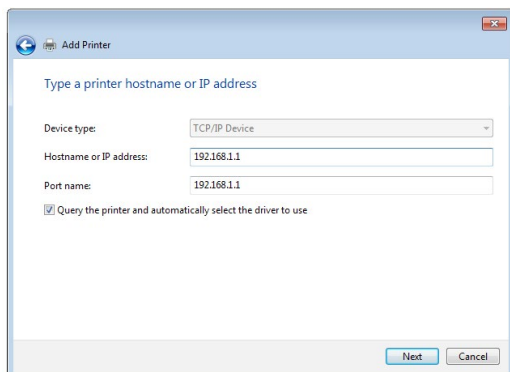 Add Printer
Type a printer hostname or IP address
Device type: TCP/IP Device
Hostname or IP address: 192.168.1.1
Port name: 192.168.1.1
Query the printer and automatically select the driver to use
Next Cancel